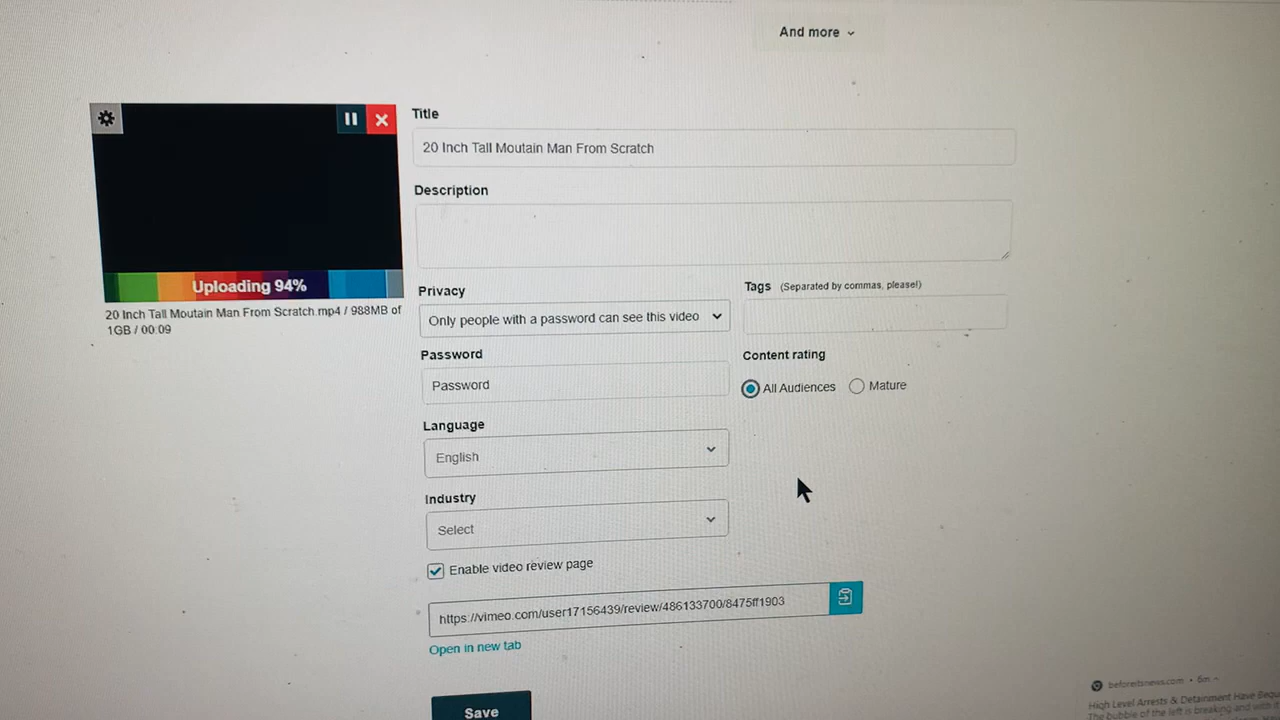 And more
Title
20 Inch Tall Moutain Man From Scratch
Description
Uploading 94%
20 Inch Tall Moutain Man From Scratch.mp4 / 988MB of
1GB / 00:09
Privacy
Only people with a password can see this video
Tags (Separated by commas, please!)
Password
Password
Content rating
All Audiences
Mature
Language
English
Industry
Select
Enable video review page
https://vimeo.com/user17156439/review/486133700/8475ff1903
Open in new tab
Save
beforeitsnews.com • 6m
High Level Arrests & Detainment Have Begu
The bubble of the left is breaking and with it